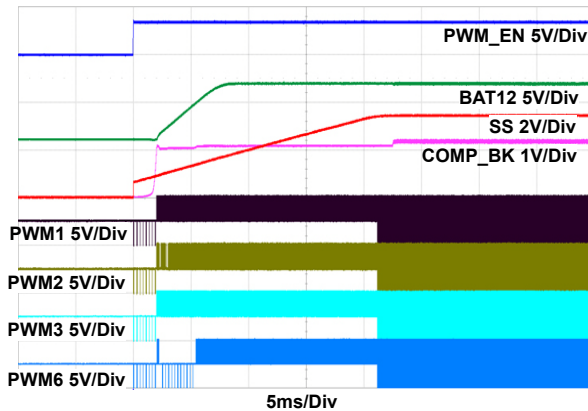 PWM_EN 5V/Div
BAT12 5V/Div
SS 2V/Div
COMP_BK 1V/Div
PWM1 5V/Div
PWM2 5V/Div
PWM3 5V/Div
PWM6 5V/Div
5ms/Div